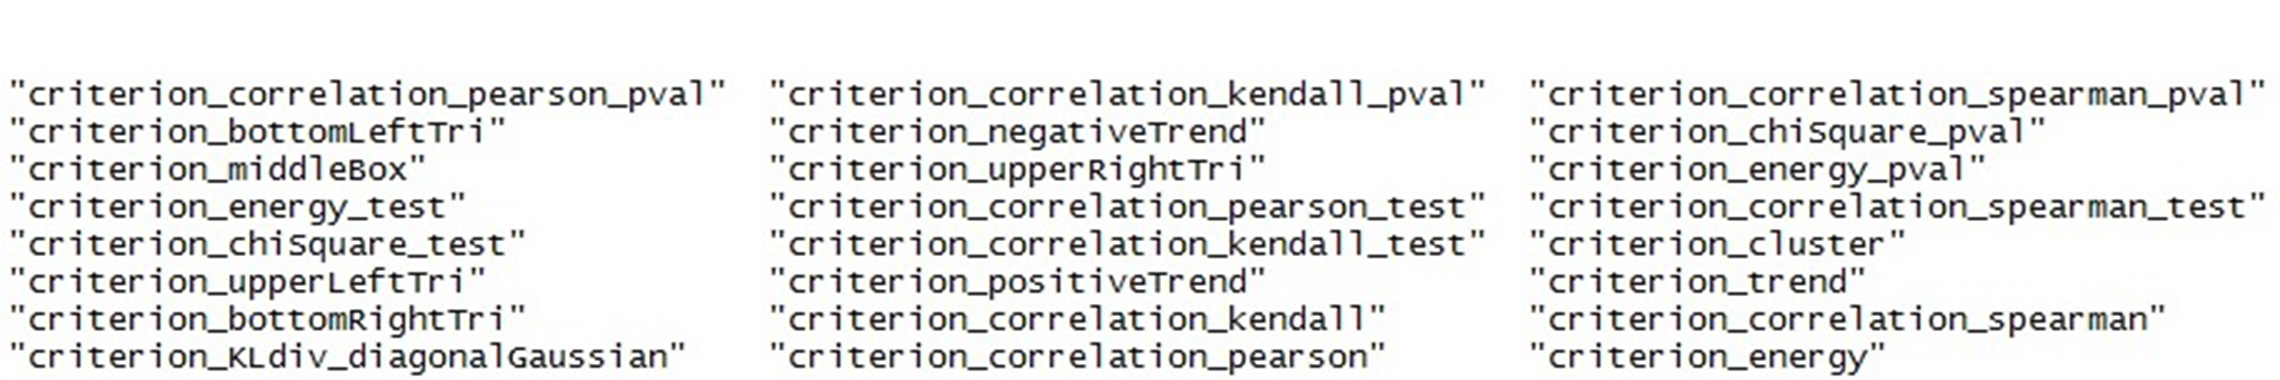 "criterion_correlation_pearson_pval" "criterion_correlation_kendall_pval" "criterion_correlation_spearman_pval"
"criterion_bottomLeftTri" "criterion_negativeTrend" "criterion_chiSquare_pval"
"criterion_middleBox" "criterion_upperRightTri" "criterion_energy_pval"
"criterion_energy_test" "criterion_correlation_pearson_test" "criterion_correlation_spearman_test"
"criterion_chiSquare_test" "criterion_correlation_kendall_test" "criterion_cluster"
"criterion_upperLeftTri" "criterion_positiveTrend" "criterion_trend"
"criterion_bottomRightTri" "criterion_correlation_kendall" "criterion_correlation_spearman"
"criterion_KLdiv_diagonalGaussian" "criterion_correlation_pearson" "criterion_energy"